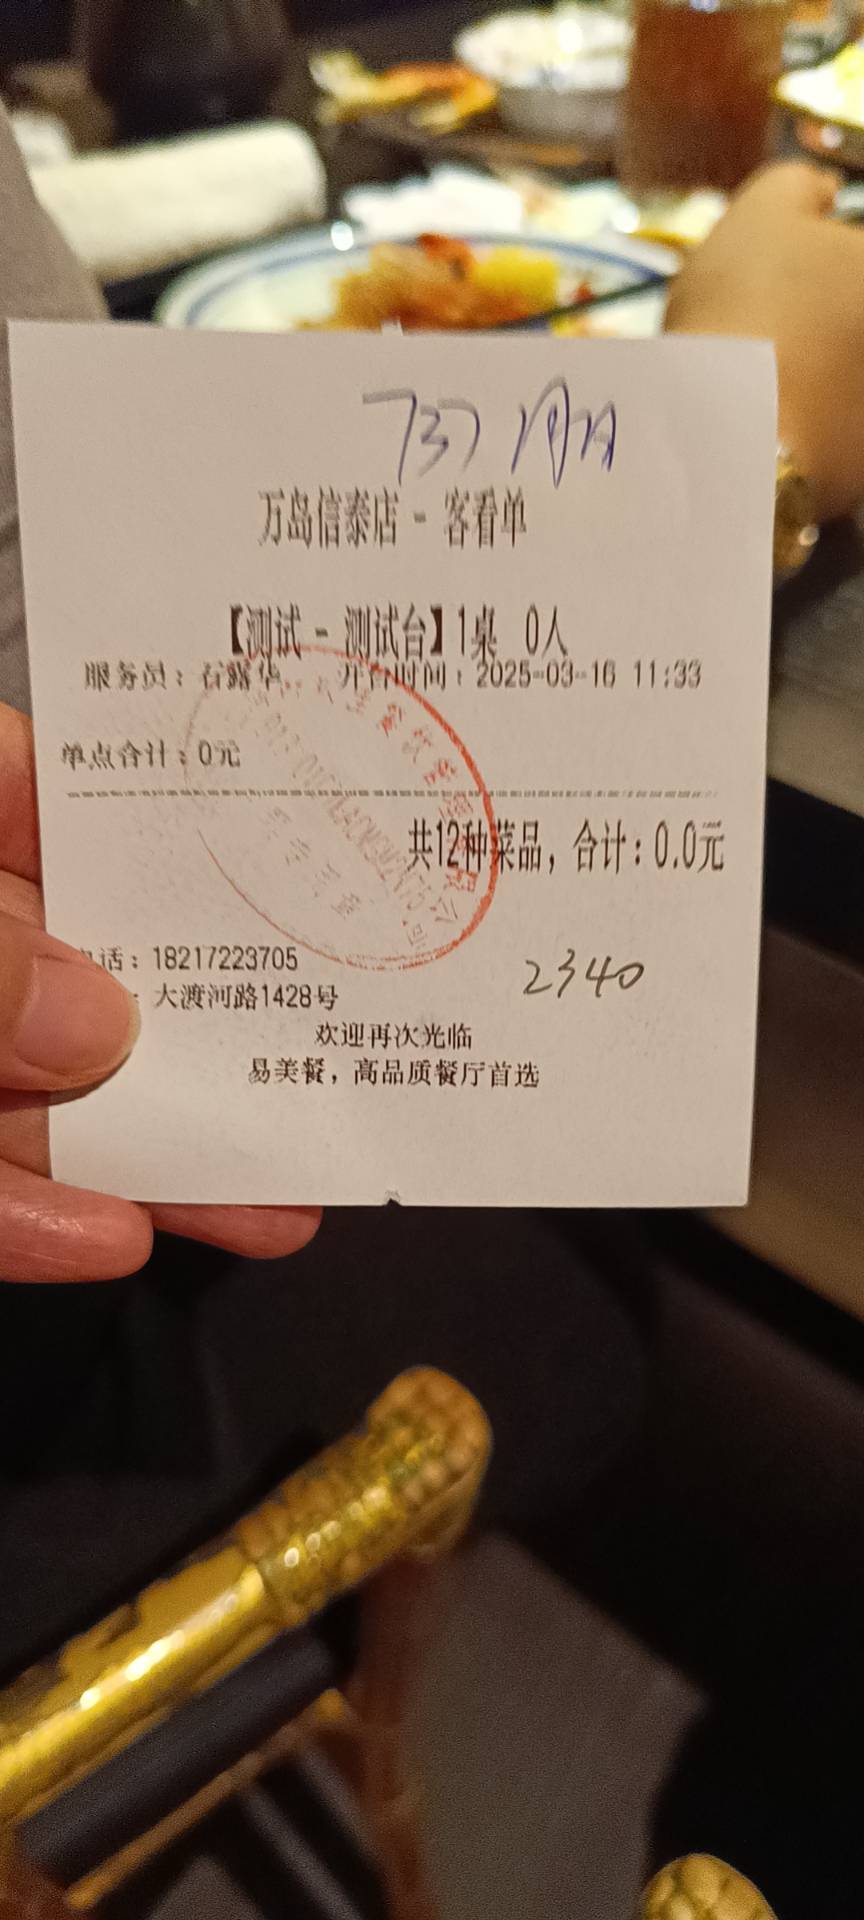 737
万岛信泰店 - 客看单
【测试 - 测试台】1桌 0人
服务员：石露华 开台时间：2025-03-16 11:33
单点合计：0元
共12种菜品，合计：0.0元
话：18217223705
2340
大渡河路1428号
欢迎再次光临
易美餐，高品质餐厅首选